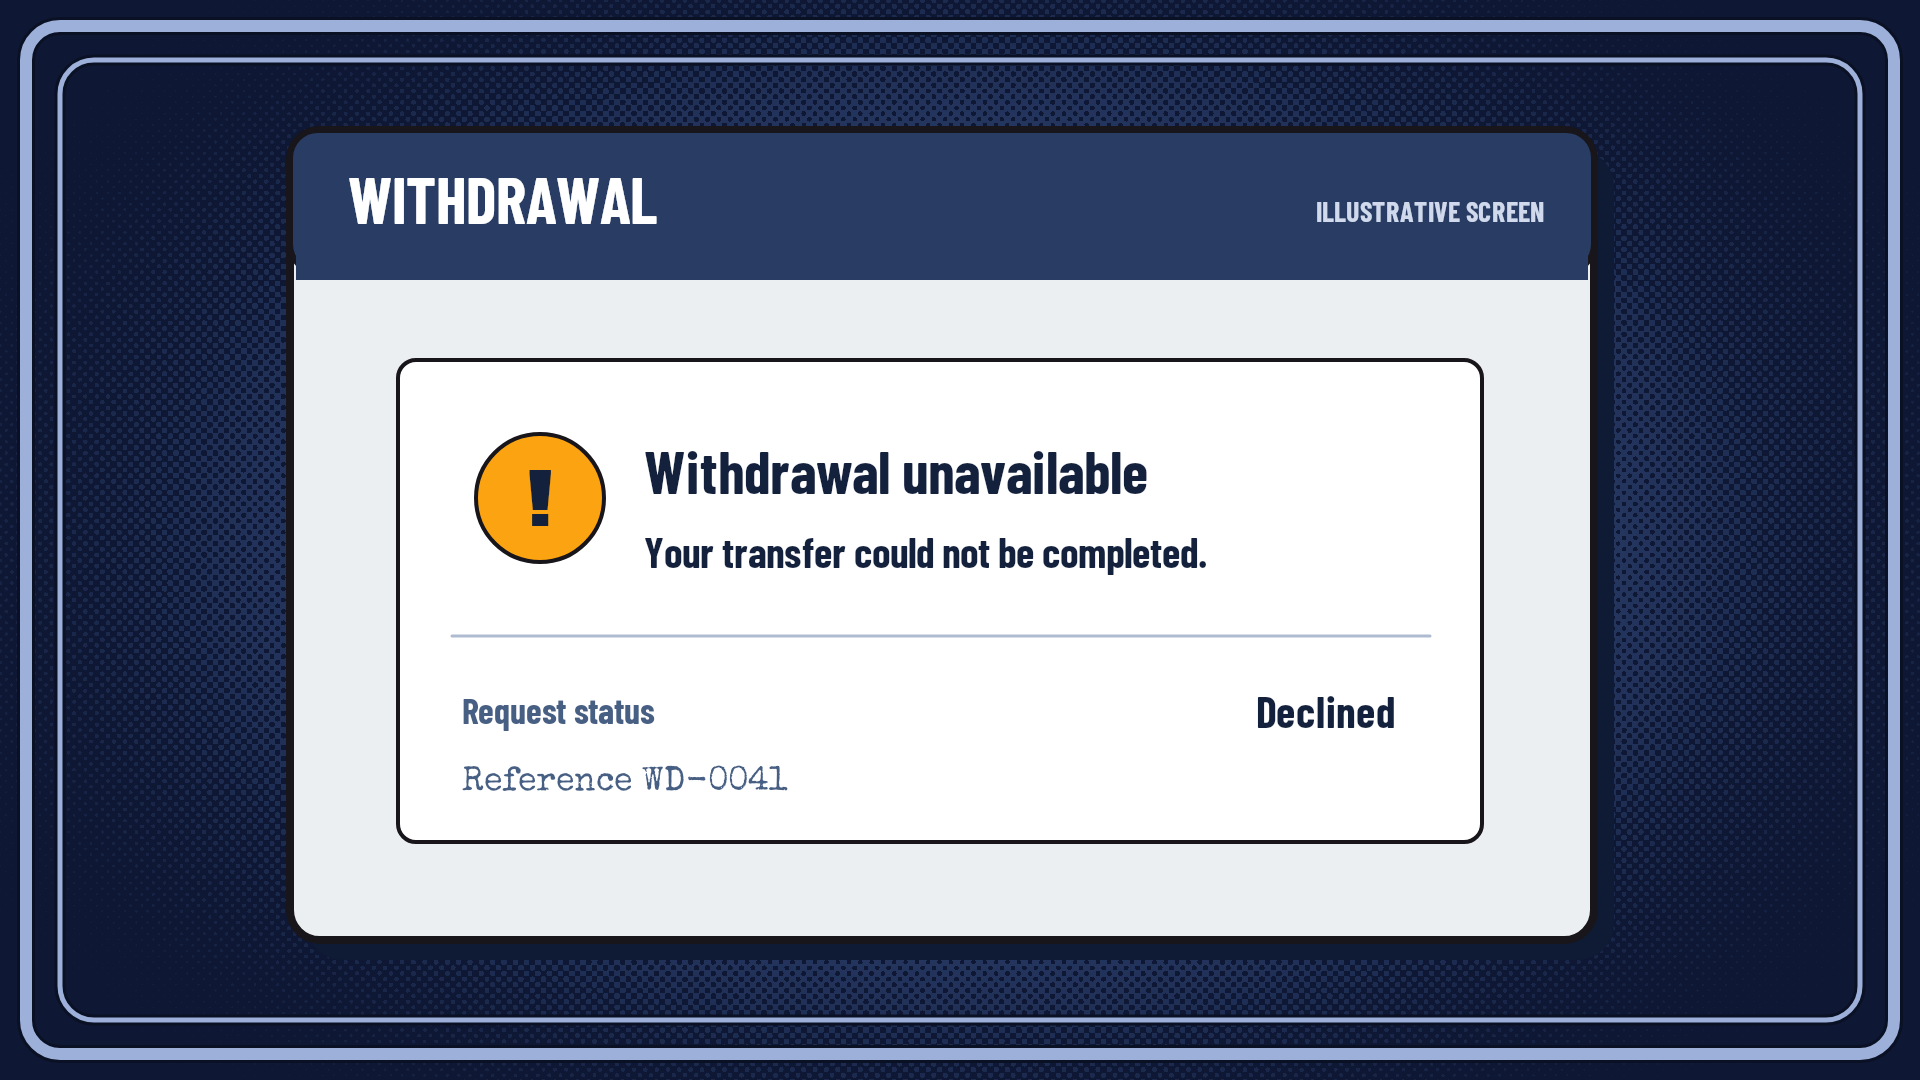 WITHDRAWAL
ILLUSTRATIVE SCREEN
!
Withdrawal unavailable
Your transfer could not be completed.
Request status
Declined
Reference WD-0041